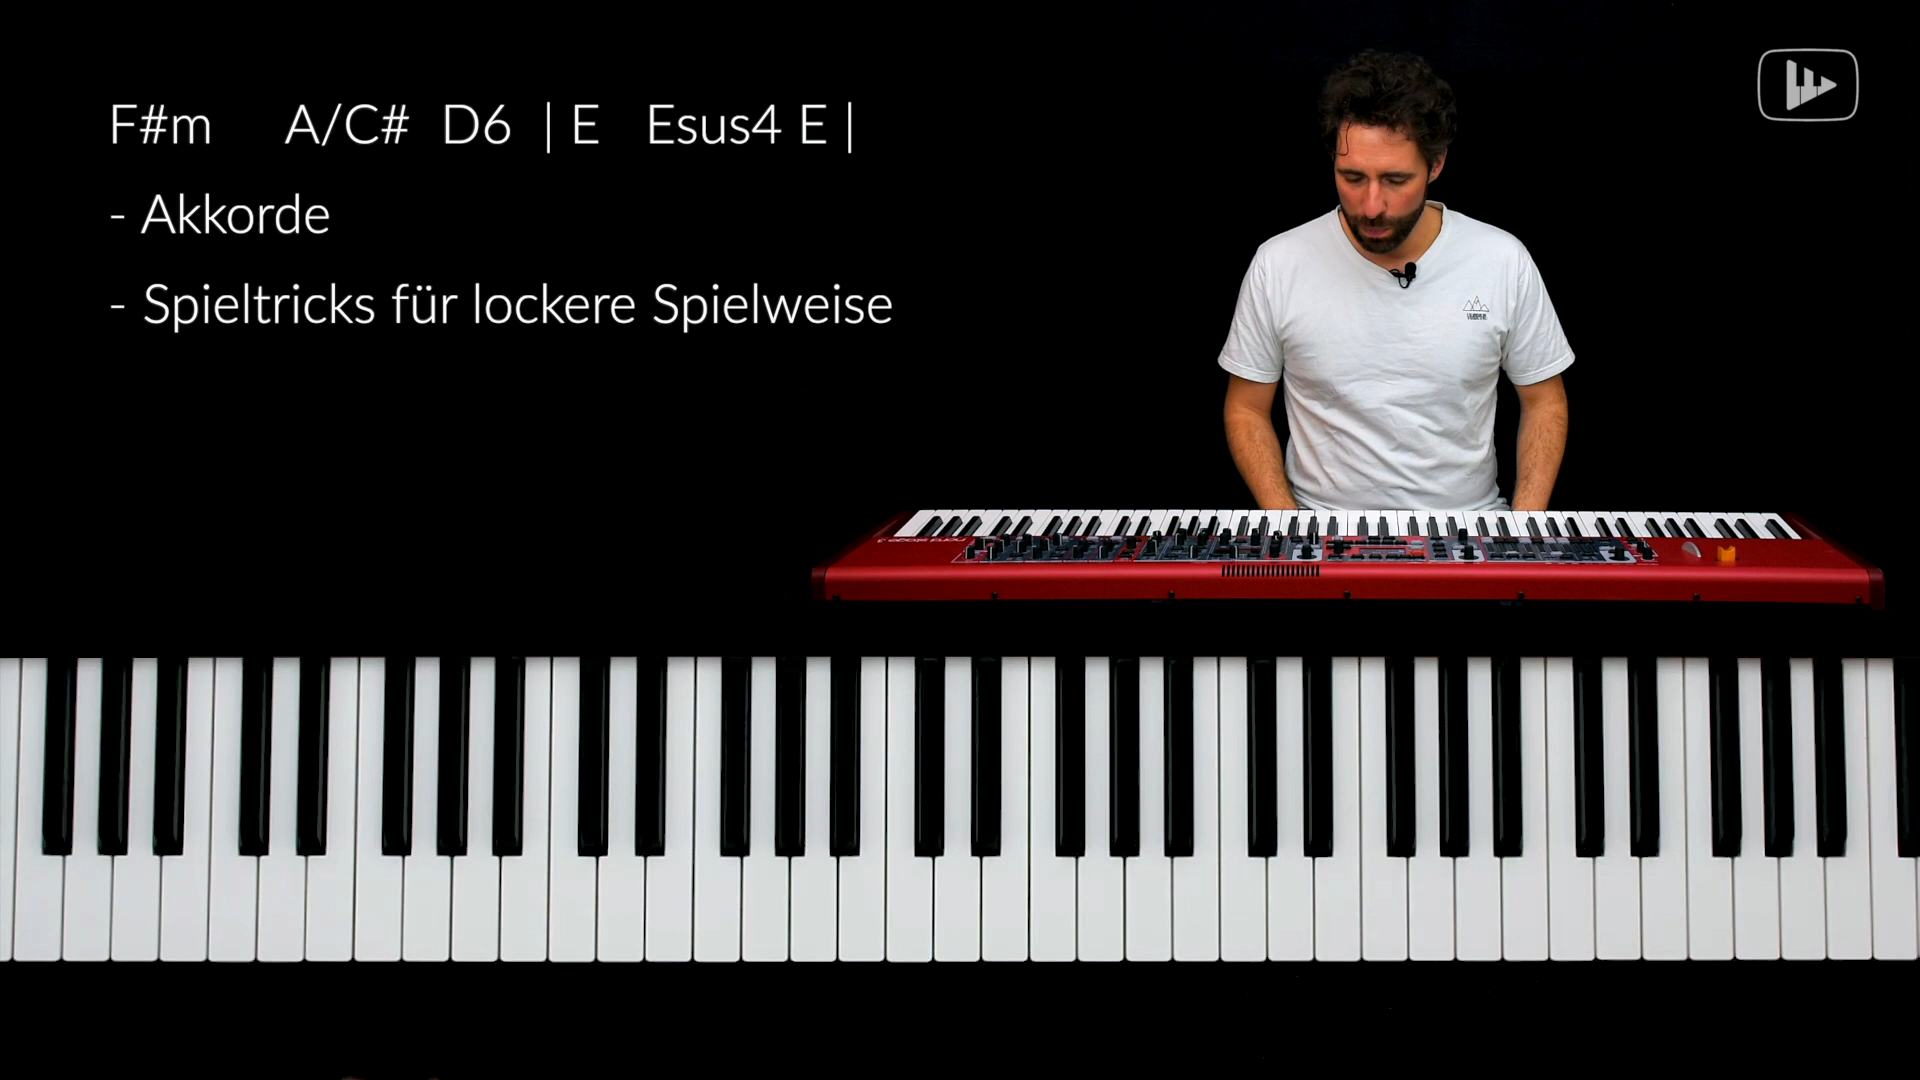 F#m A/C# D6 | E Esus4 E |
- Akkorde
- Spieltricks für lockere Spielweise